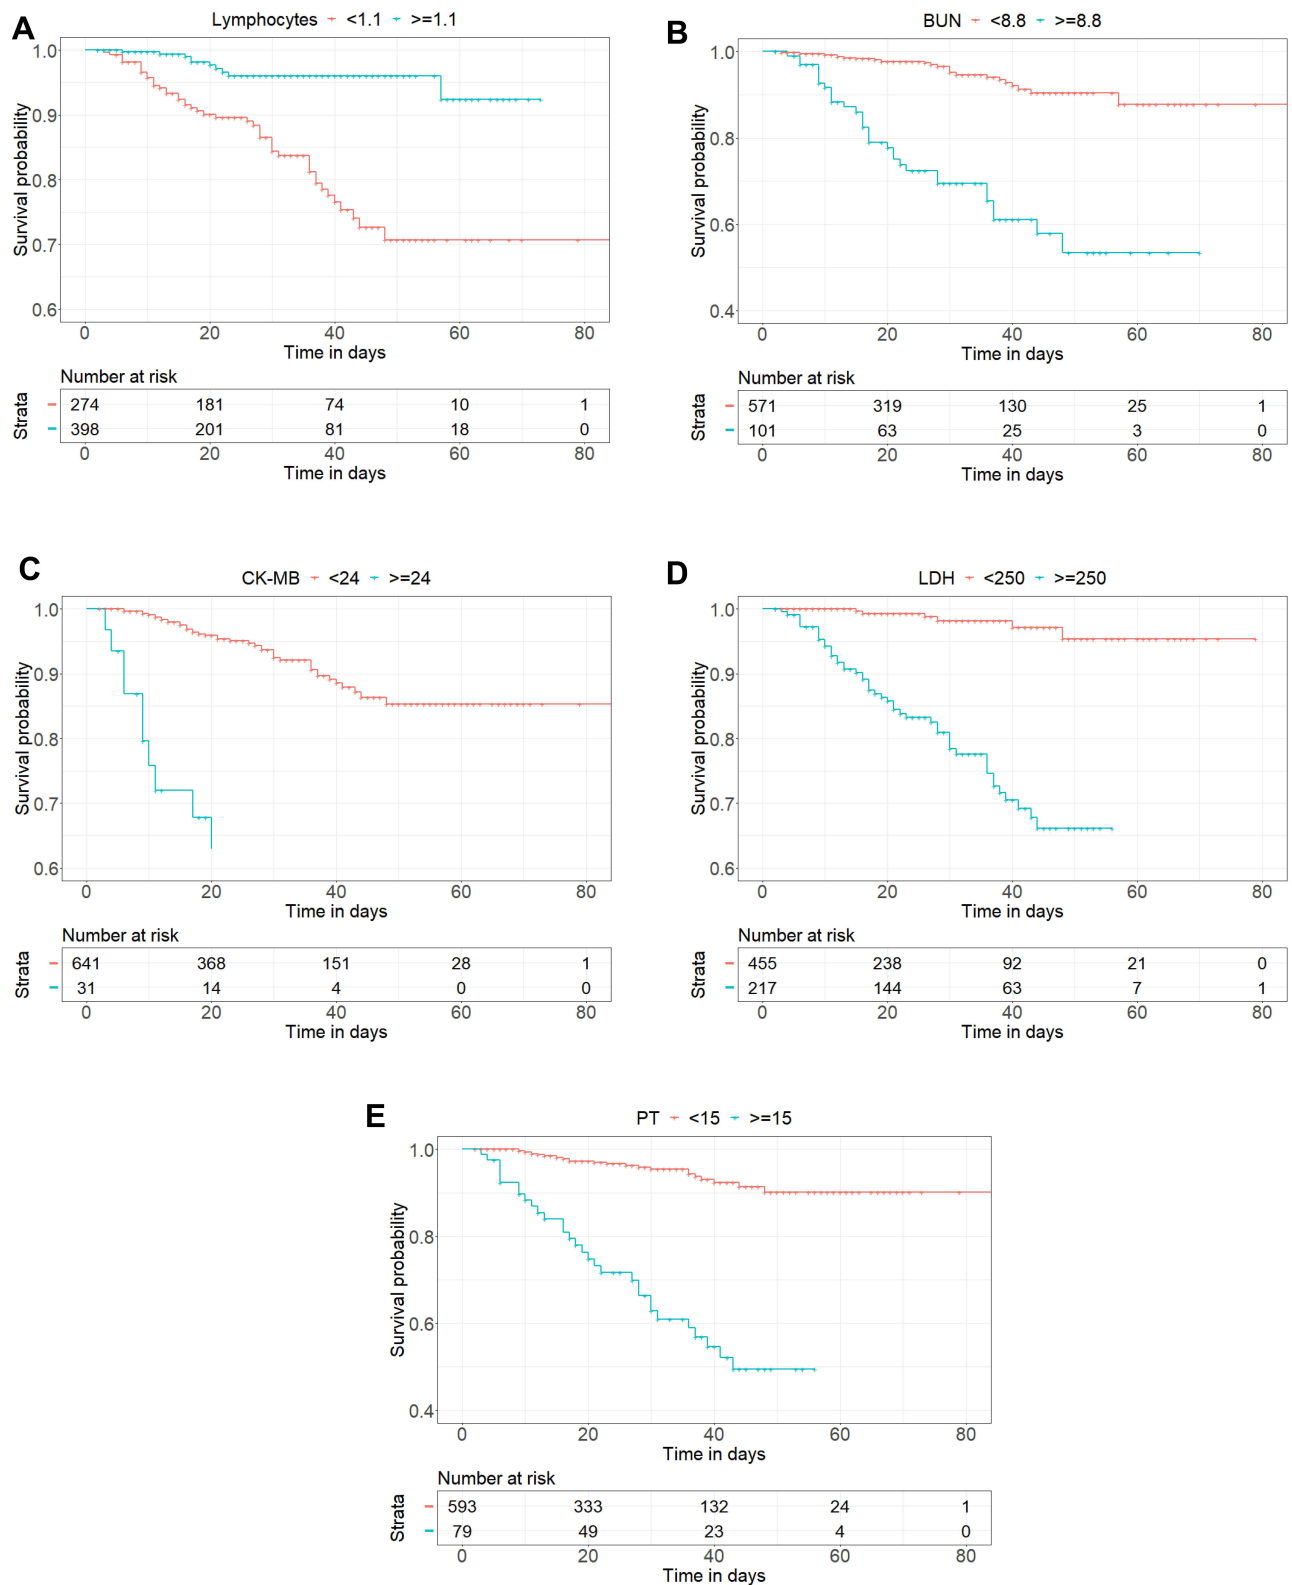 A
Lymphocytes <1.1 >=1.1
Survival probability
1.0
0.9
0.8
0.7
0.6
0 20 40 60 80
Time in days
Number at risk
Strata
274 181 74 10 1
398 201 81 18 0
0 20 40 60 80
Time in days
B
BUN <8.8 >=8.8
Survival probability
1.0
0.8
0.6
0.4
0 20 40 60 80
Time in days
Number at risk
Strata
571 319 130 25 1
101 63 25 3 0
0 20 40 60 80
Time in days
C
CK-MB <24 >=24
Survival probability
1.0
0.9
0.8
0.7
0.6
0 20 40 60 80
Time in days
Number at risk
Strata
641 368 151 28 1
31 14 4 0 0
0 20 40 60 80
Time in days
D
LDH <250 >=250
Survival probability
1.0
0.9
0.8
0.7
0.6
0 20 40 60 80
Time in days
Number at risk
Strata
455 238 92 21 0
217 144 63 7 1
0 20 40 60 80
Time in days
E
PT <15 >=15
Survival probability
1.0
0.8
0.6
0.4
0 20 40 60 80
Time in days
Number at risk
Strata
593 333 132 24 1
79 49 23 4 0
0 20 40 60 80
Time in days